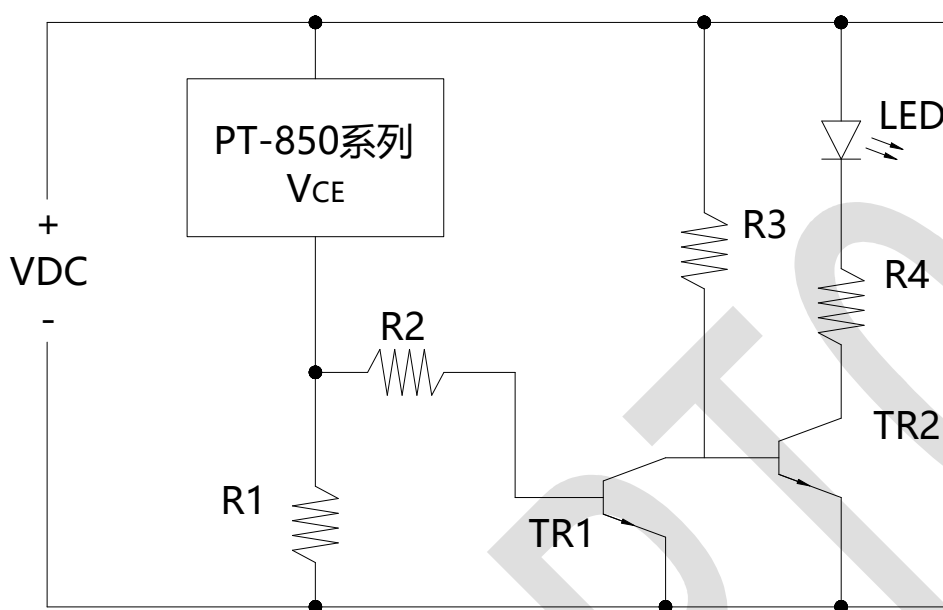 PT-850系列
VCE
LED
+
VDC
-
R3
R4
R2
TR2
R1
TR1